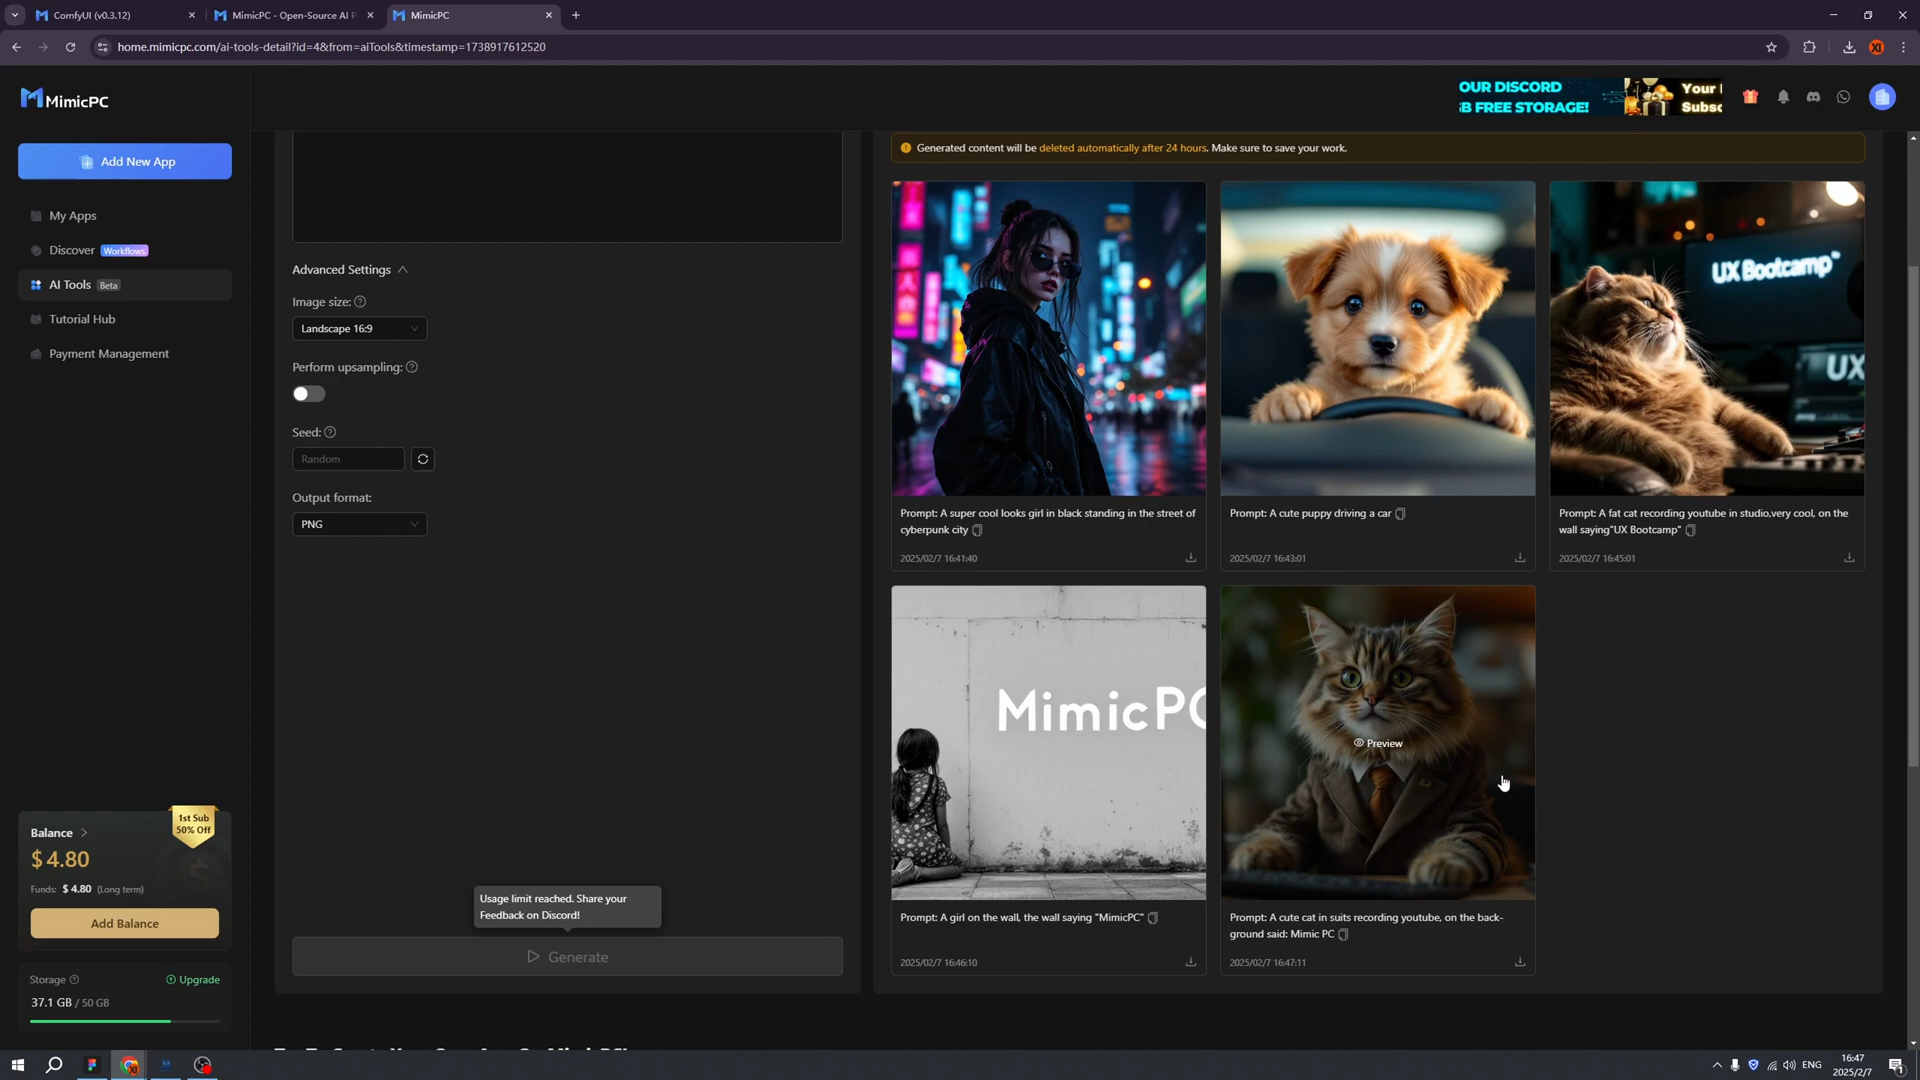 ComfyUI (v0.3.12)
MimicPC - Open-Source AI P
MimicPC
home.mimicpc.com/ai-tools-detail?id=4&from=aiTools&timestamp=1738917612520
MimicPC
OUR DISCORD
B FREE STORAGE!
Your
Subsc
Add New App
My Apps
Discover Workflows
AI Tools Beta
Tutorial Hub
Payment Management
Advanced Settings
Image size:
Landscape 16:9
Perform upsampling:
Seed:
Random
Output format:
PNG
Usage limit reached. Share your
Feedback on Discord!
Generate
Generated content will be deleted automatically after 24 hours. Make sure to save your work.
UX Bootcamp
UX
Prompt: A super cool looks girl in black standing in the street of
cyberpunk city
2025/02/7 16:41:40
Prompt: A cute puppy driving a car
2025/02/7 16:43:01
Prompt: A fat cat recording youtube in studio,very cool, on the
wall saying"UX Bootcamp"
2025/02/7 16:45:01
MimicPC
Preview
Prompt: A girl on the wall, the wall saying "MimicPC"
2025/02/7 16:46:10
Prompt: A cute cat in suits recording youtube, on the back-
ground said: Mimic PC
2025/02/7 16:47:11
Balance
1st Sub
50% Off
$ 4.80
Funds: $ 4.80 (Long term)
Add Balance
Storage
Upgrade
37.1 GB / 50 GB
ENG
16:47
2025/2/7